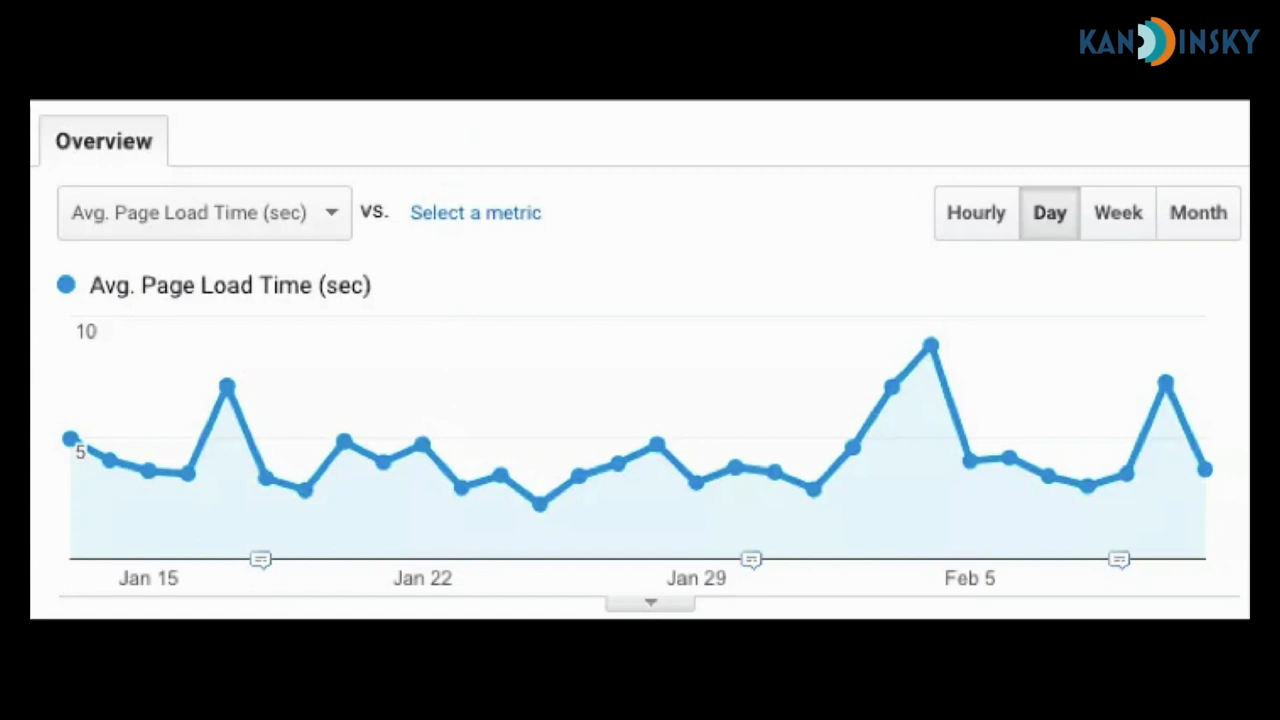 KANDINSKY
Overview
Avg. Page Load Time (sec) VS. Select a metric
Hourly Day Week Month
Avg. Page Load Time (sec)
10
5
Jan 15 Jan 22 Jan 29 Feb 5